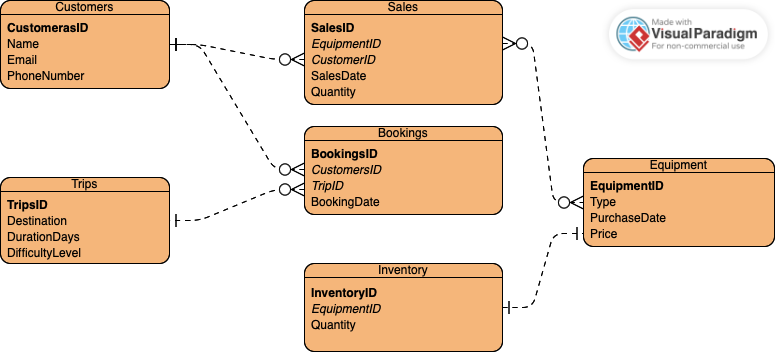 Customers
CustomerasID
Name
Email
PhoneNumber
Sales
SalesID
EquipmentID
CustomerID
SalesDate
Quantity
Made with
Visual Paradigm
For non-commercial use
Bookings
BookingsID
CustomersID
TripID
BookingDate
Trips
TripsID
Destination
DurationDays
DifficultyLevel
Equipment
EquipmentID
Type
PurchaseDate
Price
Inventory
InventoryID
EquipmentID
Quantity